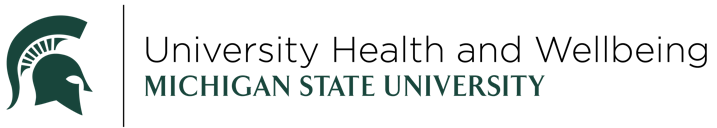 University Health and Wellbeing
MICHIGAN STATE UNIVERSITY